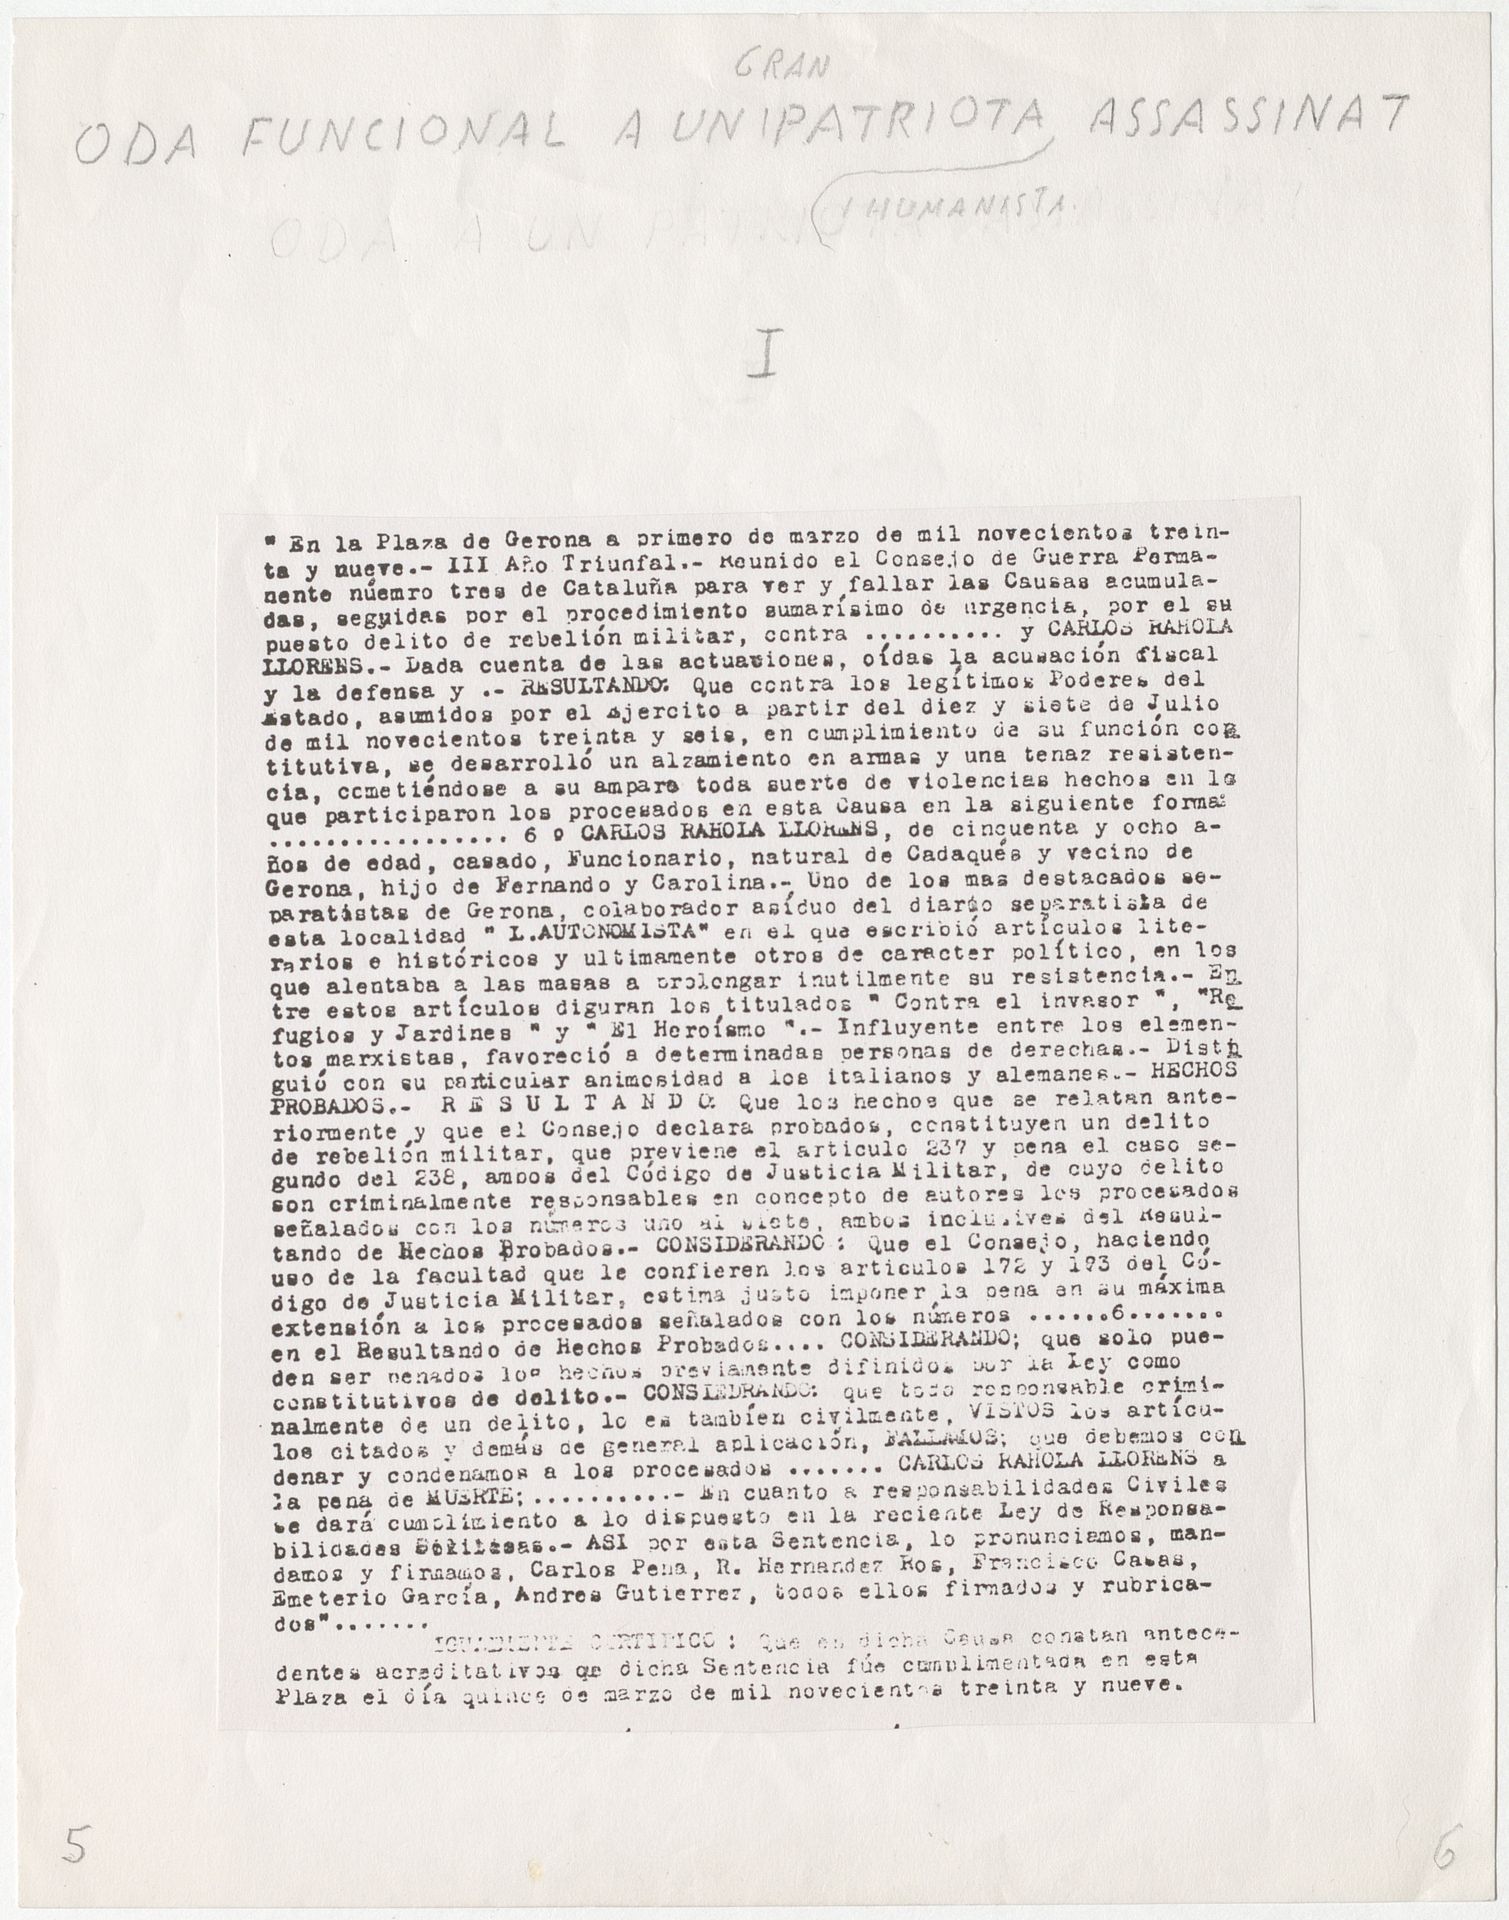 GRAN
ODA FUNCIONAL A UN PATRIOTA ASSASSINAT
I HUMANISTA.
ODA A UN PATRI
I
" En la Plaza de Gerona a primero de marzo de mil novecientos trein-
ta y nueve.- III Año Triunfal.- Reunido el Consejo de Guerra Perma-
nente núemro tres de Cataluña para ver y fallar las Causas acumula-
das, seguidas por el procedimiento sumarísimo de urgencia, por el su
puesto delito de rebelión militar, contra .......... y CARLOS RAHOLA
LLORENS.- Dada cuenta de las actuaciones, oídas la acusación fiscal
y la defensa y .- RESULTANDO: Que contra los legítimos Poderes del
Estado, asumidos por el Ejercito a partir del diez y siete de Julio
de mil novecientos treinta y seis, en cumplimiento de su función con
titutiva, se desarrolló un alzamiento en armas y una tenaz resisten-
cia, cometiéndose a su amparo toda suerte de violencias hechos en lo
que participaron los procesados en esta Causa en la siguiente forma:
................. 6 º CARLOS RAHOLA LLORENS, de cincuenta y ocho a-
ños de edad, casado, Funcionario, natural de Cadaqués y vecino de
Gerona, hijo de Fernando y Carolina.- Uno de los mas destacados se-
paratistas de Gerona, colaborador asíduo del diario separatista de
esta localidad " L.AUTONOMISTA" en el que escribió artículos lite-
rarios e históricos y ultimamente otros de caracter político, en los
que alentaba a las masas a prolongar inutilmente su resistencia.- En
tre estos artículos diguran los titulados " Contra el invasor ", "Re
fugios y Jardines " y " El Heroísmo ".- Influyente entre los elemen-
tos marxistas, favoreció a determinadas personas de derechas.- Distn
guió con su particular animosidad a los italianos y alemanes.- HECHOS
PROBADOS.- R E S U L T A N D O: Que los hechos que se relatan ante-
riormente y que el Consejo declara probados, constituyen un delito
de rebelión militar, que previene el articulo 237 y pena el caso se-
gundo del 238, ambos del Código de Justicia Militar, de cuyo delito
son criminalmente responsables en concepto de autores los procesados
señalados con los números uno al siete, ambos inclusives del Resul-
tando de Hechos Probados.- CONSIDERANDO : Que el Consejo, haciendo
uso de la facultad que le confieren los articulos 172 y 193 del Có-
digo de Justicia Militar, estima justo imponer la pena en su máxima
extensión a los procesados señalados con los números ......6.......
en el Resultando de Hechos Probados.... CONSIDERANDO; que solo pue-
den ser penados los hechos previamente difinidos por la Ley como
constitutivos de delito.- CONSIEDRANDO: que todo responsable crimi-
nalmente de un delito, lo es tambíen civilmente, VISTOS los artícu-
los citados y demás de general aplicación, FALLAMOS; que debemos con
denar y condenamos a los procesados ....... CARLOS RAHOLA LLORENS a
la pena de MUERTE; ..........- En cuanto a responsabilidades Civiles
se dará cumplimiento a lo dispuesto en la reciente Ley de Responsa-
bilidades Políticas.- ASI por esta Sentencia, lo pronunciamos, man-
damos y firmamos, Carlos Pena, R. Hernandez Ros, Francisco Casas,
Emeterio García, Andres Gutierrez, todos ellos firmados y rubrica-
dos".......
CERTIFICO : Que en dicha Causa constan antece-
dentes acreditativos qe dicha Sentencia fúe cumplimentada en esta
Plaza el día quince de marzo de mil novecientos treinta y nueve.
5
6